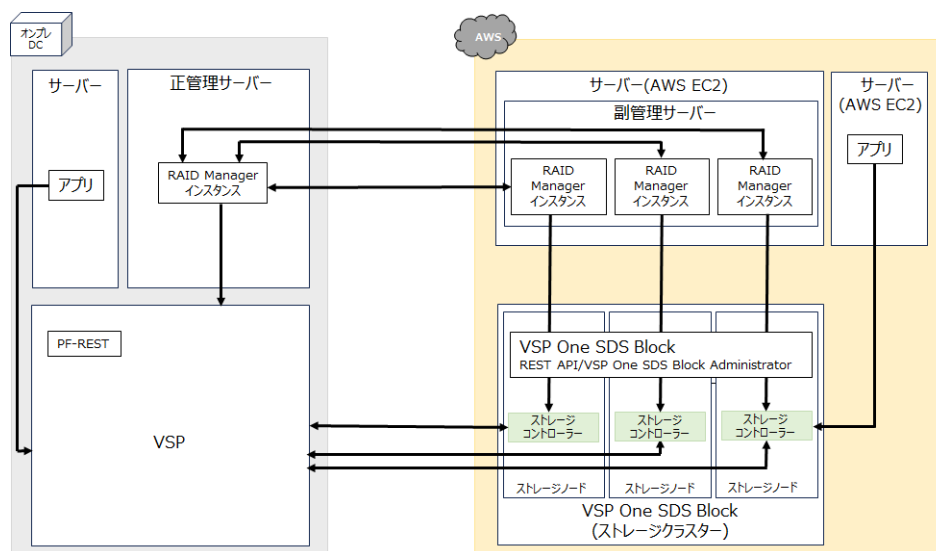 オンプレ
DC
サーバー
アプリ
正管理サーバー
RAID Manager
インスタンス
PF-REST
VSP
AWS
サーバー(AWS EC2)
副管理サーバー
RAID
Manager
インスタンス
RAID
Manager
インスタンス
RAID
Manager
インスタンス
サーバー
(AWS EC2)
アプリ
VSP One SDS Block
REST API/VSP One SDS Block Administrator
ストレージ
コントローラー
ストレージ
コントローラー
ストレージ
コントローラー
ストレージノード
ストレージノード
ストレージノード
VSP One SDS Block
(ストレージクラスター)